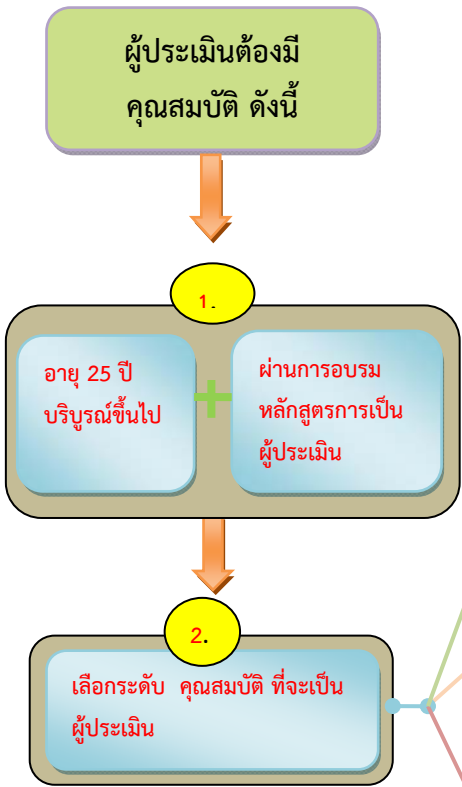 ผู้ประเมินต้องมี
คุณสมบัติ ดังนี้
1.
อายุ 25 ปี
บริบูรณ์ขึ้นไป
+
ผ่านการอบรม
หลักสูตรการเป็น
ผู้ประเมิน
2.
เลือกระดับ คุณสมบัติ ที่จะเป็น
ผู้ประเมิน